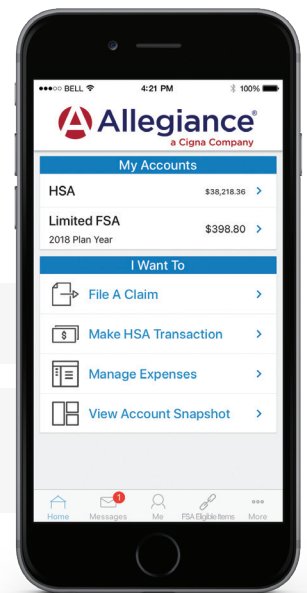 BELL 4:21 PM 100%
Allegiance®
a Cigna Company
My Accounts
HSA $38,218.36 >
Limited FSA $398.80 >
2018 Plan Year
I Want To
File A Claim >
$ Make HSA Transaction >
Manage Expenses >
View Account Snapshot >
1
Home Messages Me FSA Eligible Items More